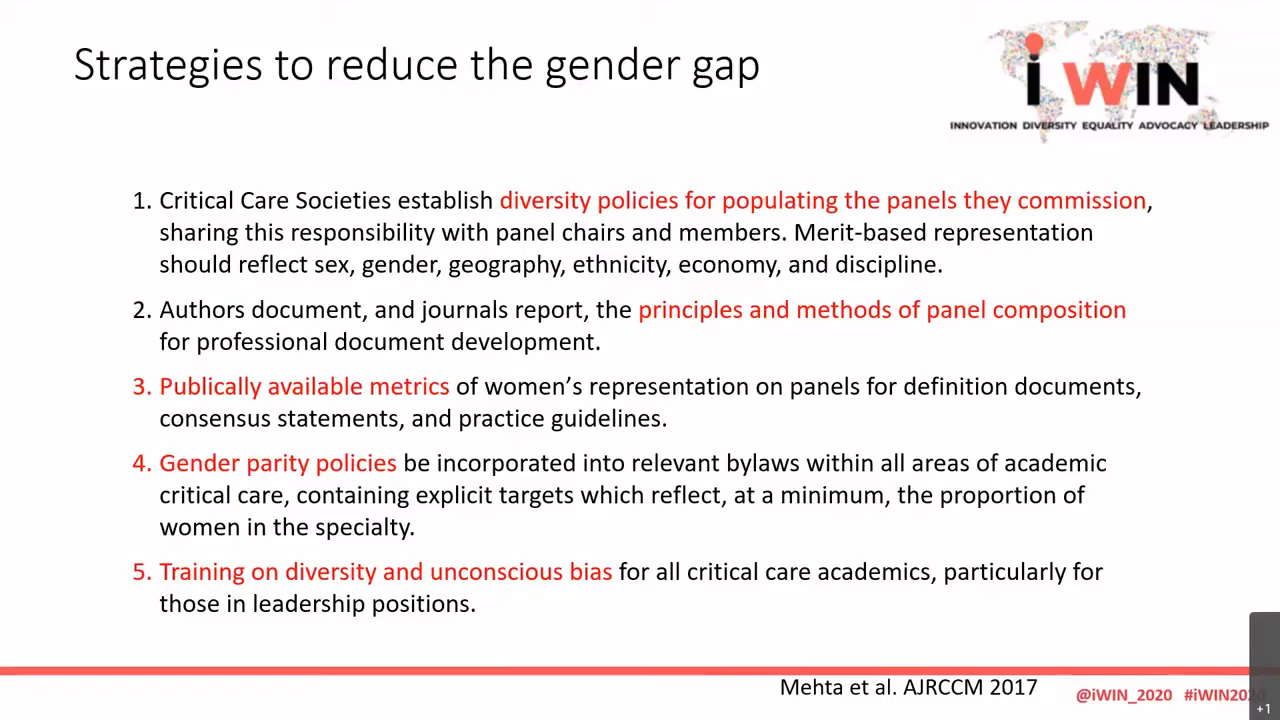 Strategies to reduce the gender gap
i WIN
INNOVATION DIVERSITY EQUALITY ADVOCACY LEADERSHIP
1. Critical Care Societies establish diversity policies for populating the panels they commission,
sharing this responsibility with panel chairs and members. Merit-based representation
should reflect sex, gender, geography, ethnicity, economy, and discipline.
2. Authors document, and journals report, the principles and methods of panel composition
for professional document development.
3. Publically available metrics of women’s representation on panels for definition documents,
consensus statements, and practice guidelines.
4. Gender parity policies be incorporated into relevant bylaws within all areas of academic
critical care, containing explicit targets which reflect, at a minimum, the proportion of
women in the specialty.
5. Training on diversity and unconscious bias for all critical care academics, particularly for
those in leadership positions.
Mehta et al. AJRCCM 2017
@iWIN_2020 #iWIN2020
+1